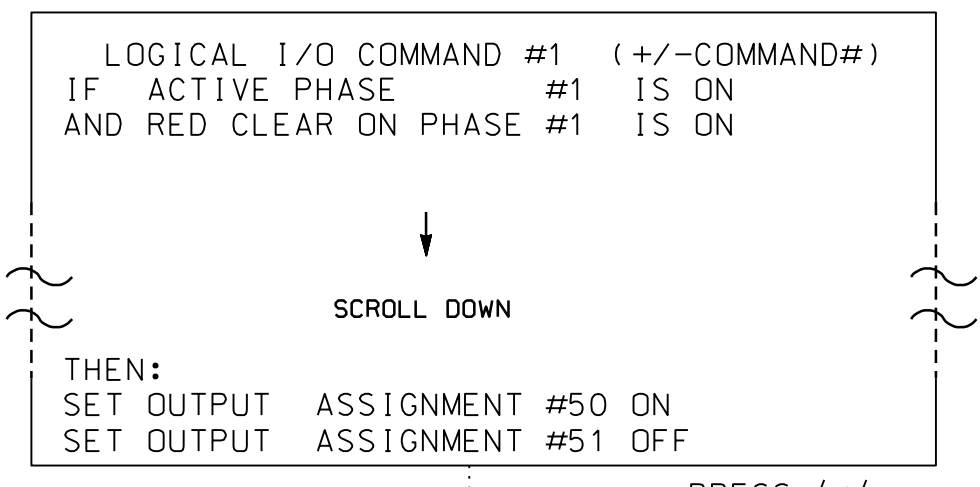 LOGICAL I/O COMMAND #1 (+/-COMMAND#)
IF ACTIVE PHASE #1 IS ON
AND RED CLEAR ON PHASE #1 IS ON
SCROLL DOWN
THEN:
SET OUTPUT ASSIGNMENT #50 ON
SET OUTPUT ASSIGNMENT #51 OFF